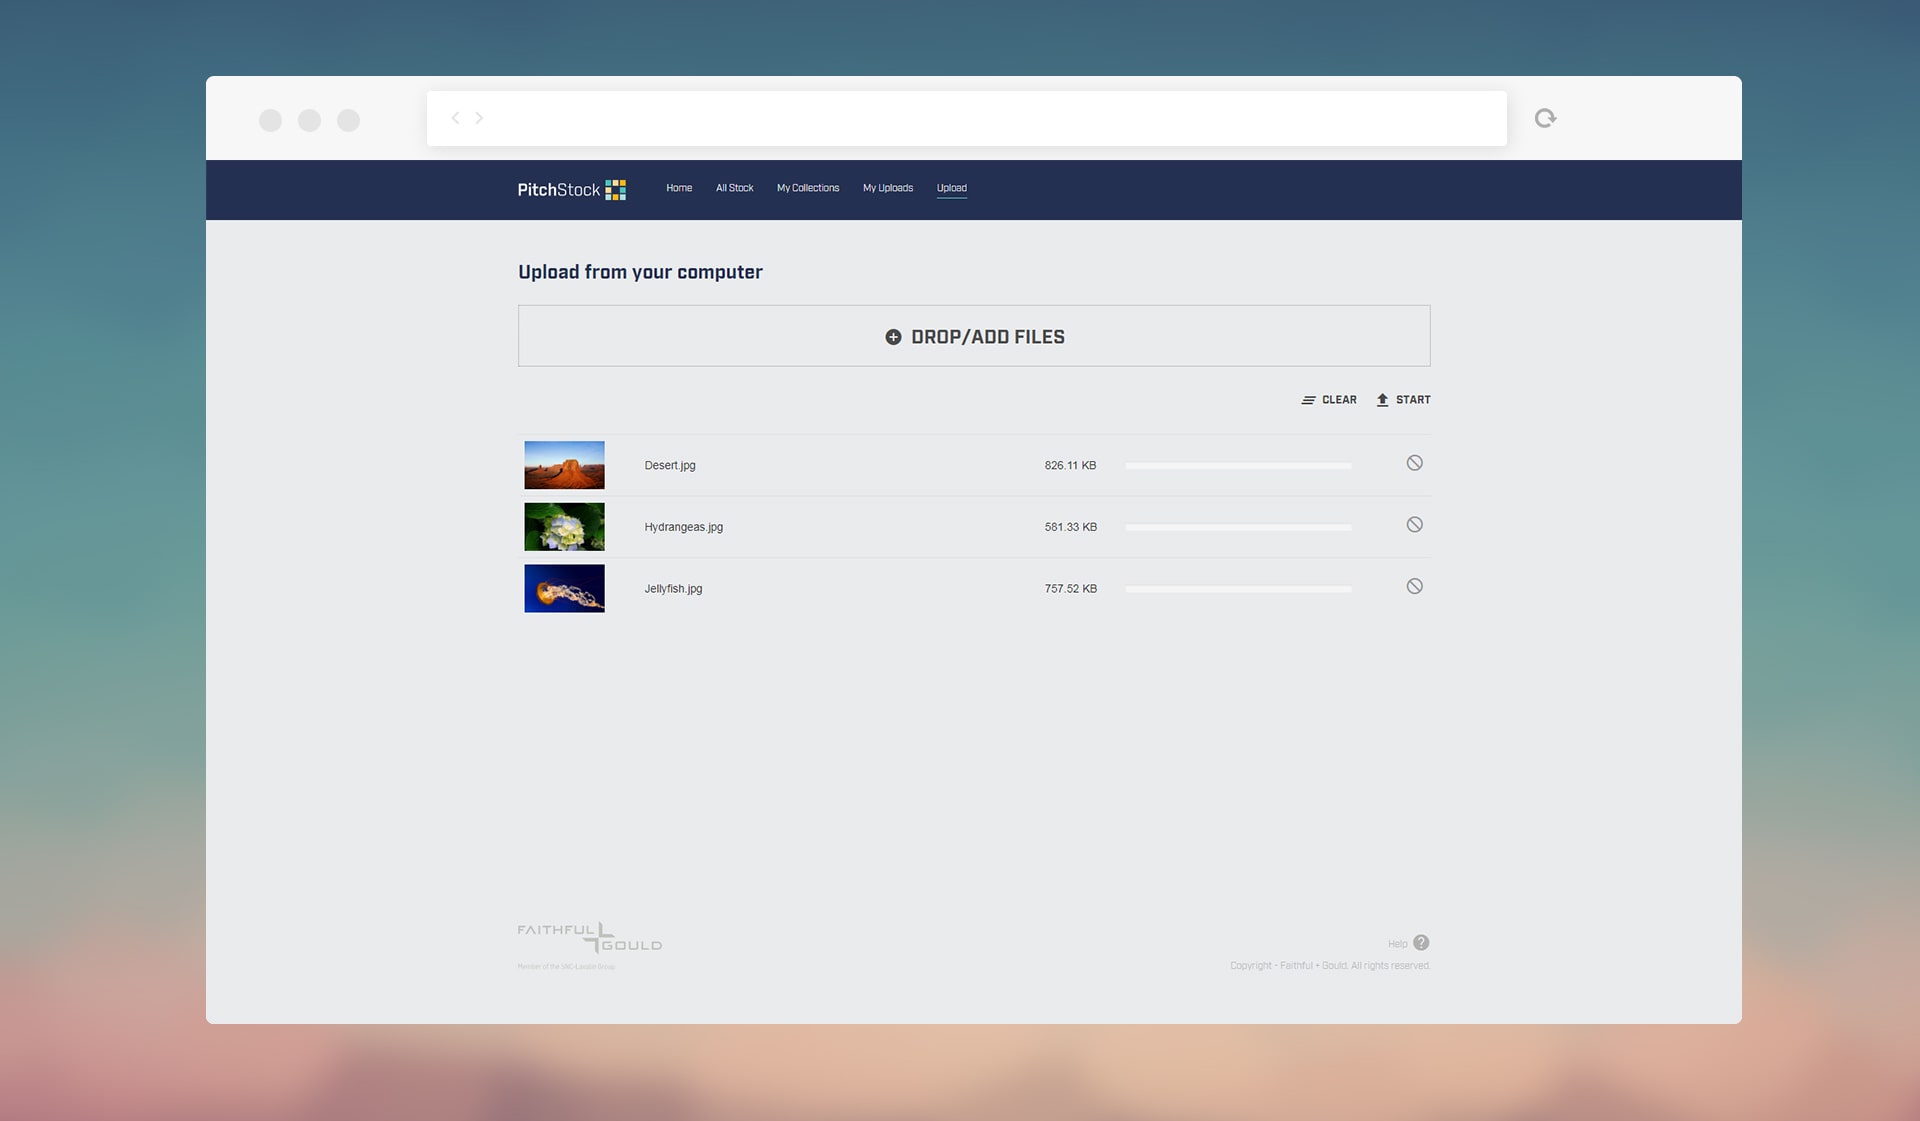 PitchStock
Home
All Stock
My Collections
My Uploads
Upload
Upload from your computer
DROP/ADD FILES
CLEAR
START
Desert.jpg
826.11 KB
Hydrangeas.jpg
581.33 KB
Jellyfish.jpg
757.52 KB
FAITHFUL
GOULD
Member of the SNC-Lavalin Group
Help ?
Copyright - Faithful + Gould. All rights reserved.